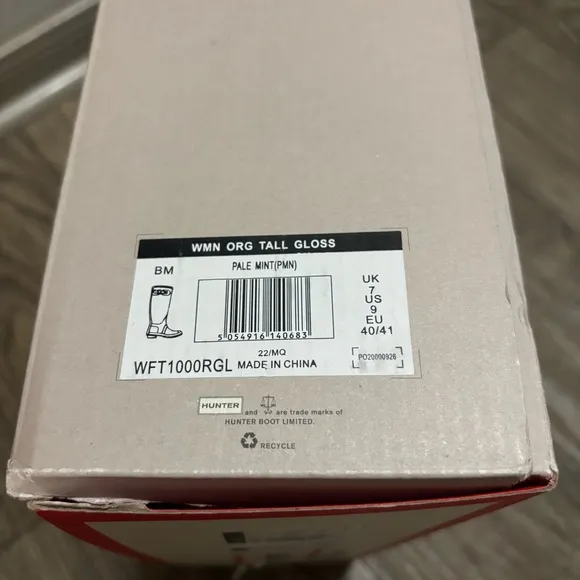 WMN ORG TALL GLOSS
BM
PALE MINT(PMN)
UK
7
US
9
EU
40/41
5 054916 140683
22/MQ
WFT1000RGL MADE IN CHINA
PO20000926
HUNTER and are trade marks of
HUNTER BOOT LIMITED.
RECYCLE